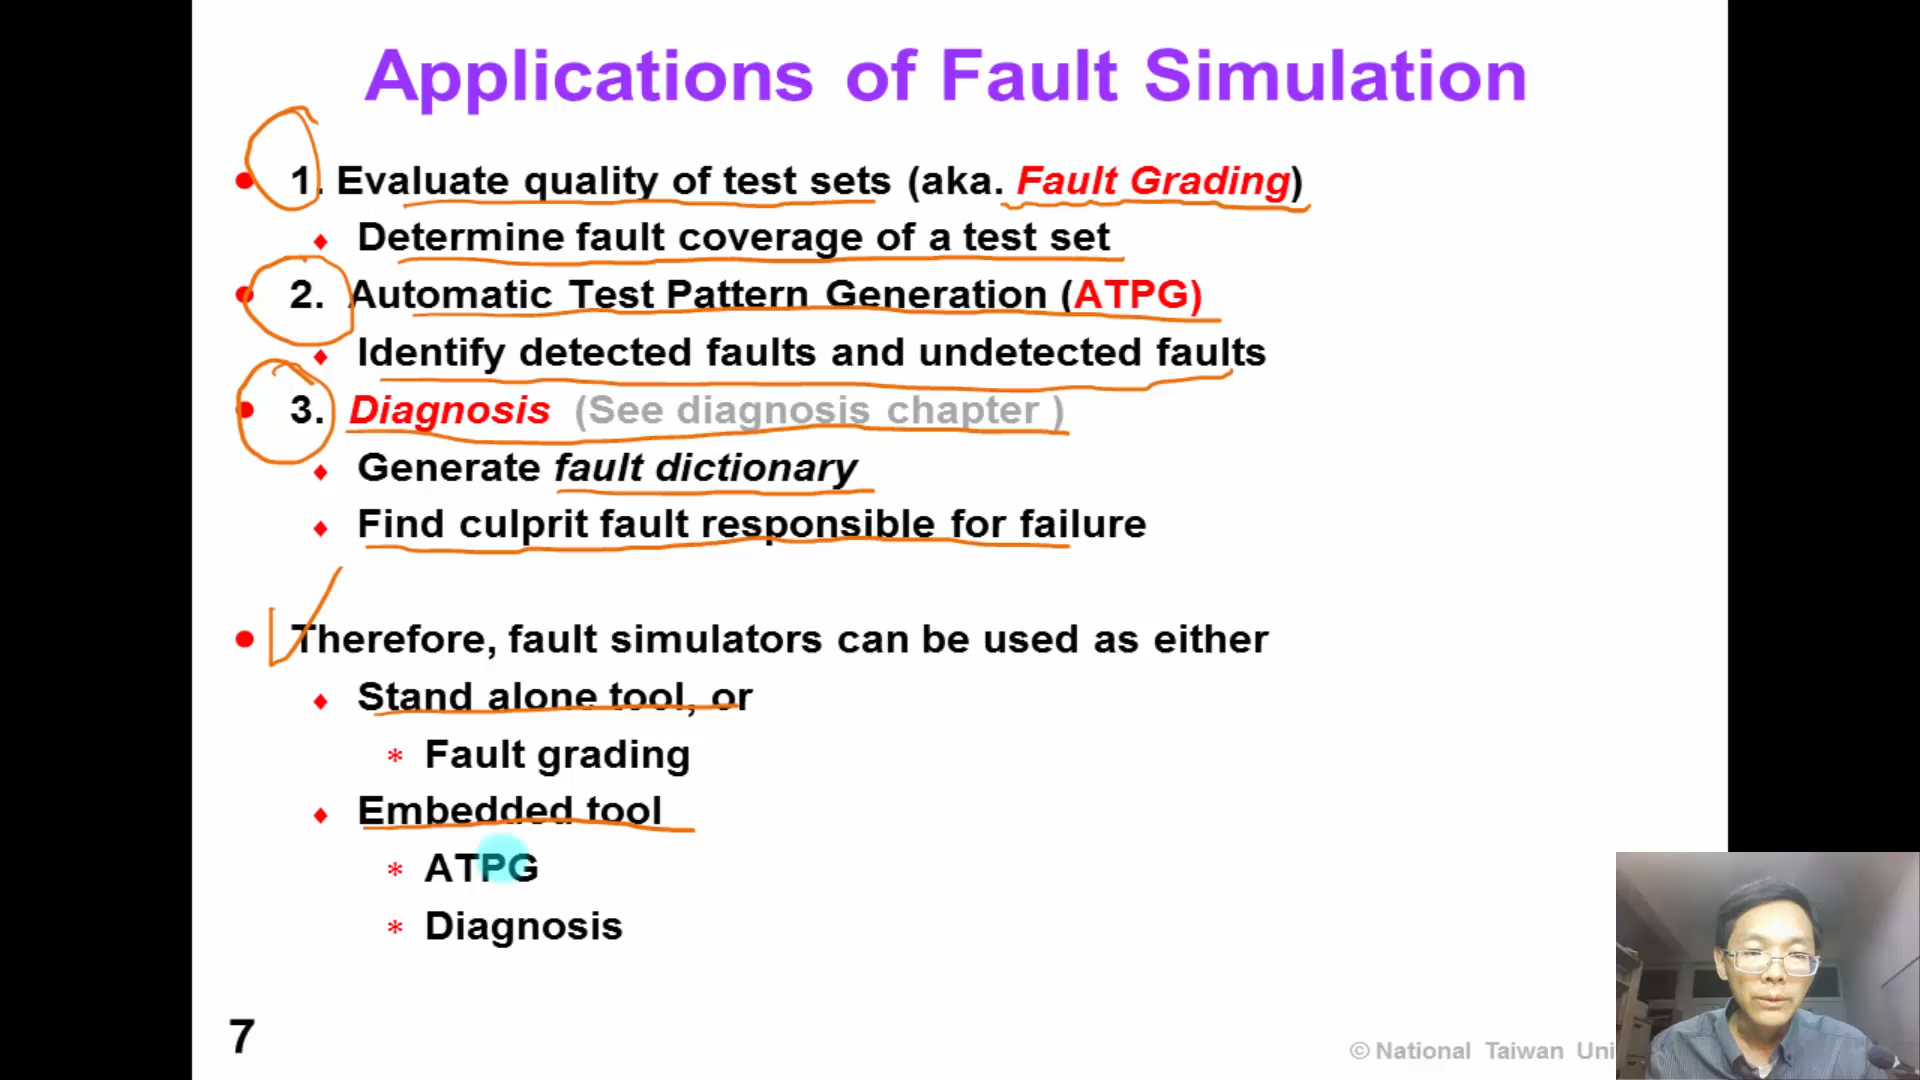 Applications of Fault Simulation
1. Evaluate quality of test sets (aka. Fault Grading)
Determine fault coverage of a test set
2. Automatic Test Pattern Generation (ATPG)
Identify detected faults and undetected faults
3. Diagnosis (See diagnosis chapter )
Generate fault dictionary
Find culprit fault responsible for failure
Therefore, fault simulators can be used as either
Stand alone tool, or
* Fault grading
Embedded tool
* ATPG
* Diagnosis
7
© National Taiwan Uni